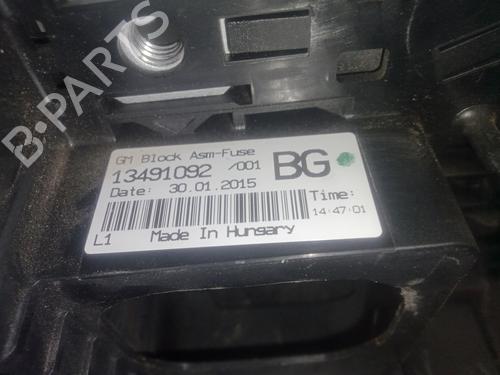 B-PARTS
GM Block Asm-Fuse
13491092 /001 BG
Date: 30.01.2015 Time:
14:47:01
L1 Made In Hungary